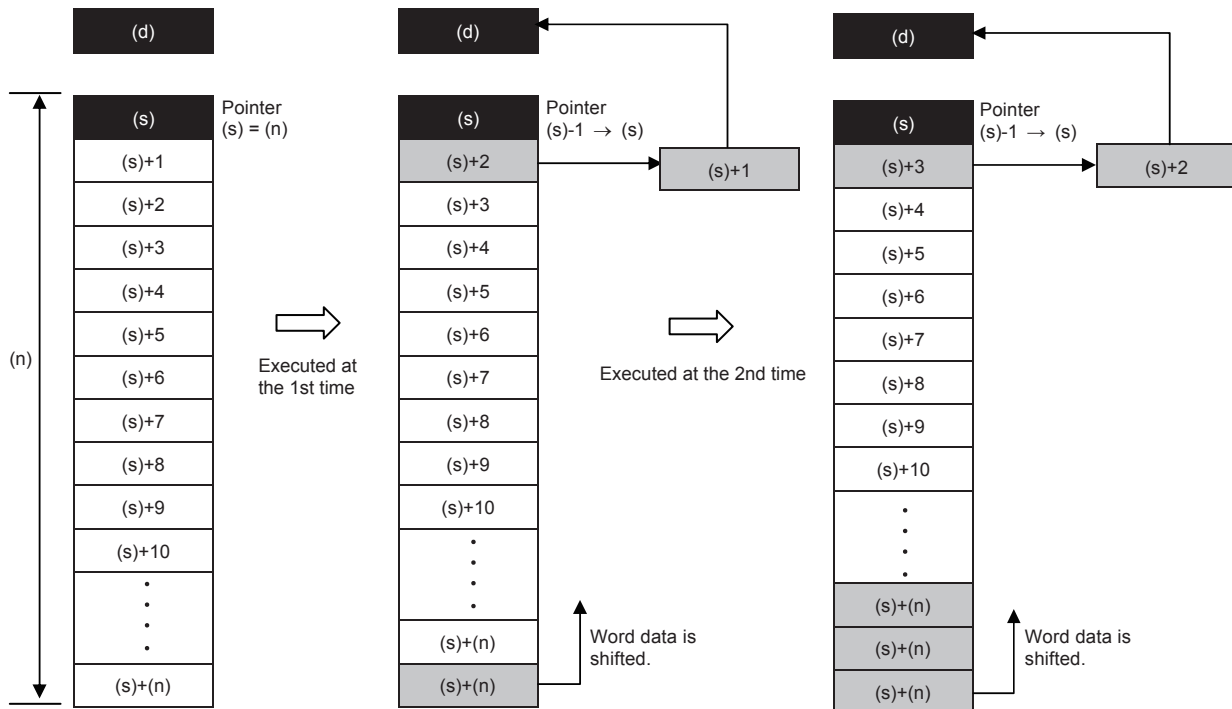 (d)
(s)
Pointer
(s) = (n)
(s)+1
(s)+2
(s)+3
(s)+4
(s)+5
(s)+6
(s)+7
(s)+8
(s)+9
(s)+10
(s)+(n)
(n)
Executed at
the 1st time
(d)
(s)
Pointer
(s)-1 → (s)
(s)+1
(s)+2
(s)+3
(s)+4
(s)+5
(s)+6
(s)+7
(s)+8
(s)+9
(s)+10
(s)+(n)
(s)+(n)
Word data is
shifted.
Executed at the 2nd time
(d)
(s)
Pointer
(s)-1 → (s)
(s)+2
(s)+3
(s)+4
(s)+5
(s)+6
(s)+7
(s)+8
(s)+9
(s)+10
(s)+(n)
(s)+(n)
(s)+(n)
Word data is
shifted.